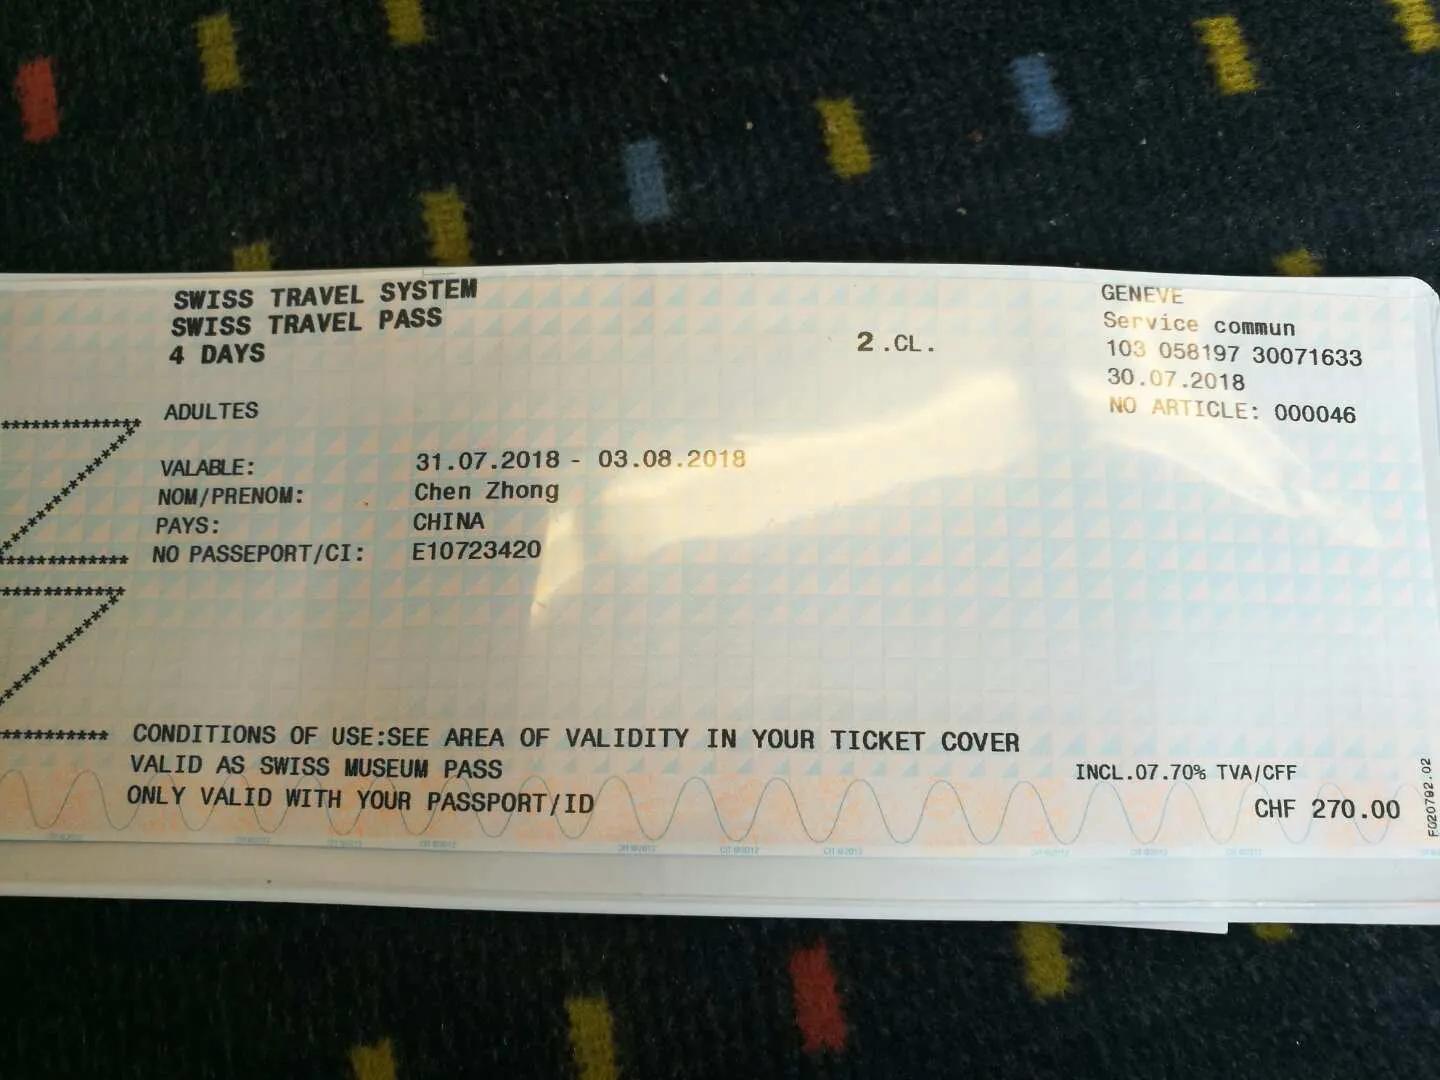 SWISS TRAVEL SYSTEM
SWISS TRAVEL PASS
4 DAYS
2.CL.
GENEVE
Service commun
103 058197 30071633
30.07.2018
NO ARTICLE: 000046
ADULTES
VALABLE: 31.07.2018 - 03.08.2018
NOM/PRENOM: Chen Zhong
PAYS: CHINA
NO PASSEPORT/CI: E10723420
CONDITIONS OF USE:SEE AREA OF VALIDITY IN YOUR TICKET COVER
VALID AS SWISS MUSEUM PASS
ONLY VALID WITH YOUR PASSPORT/ID
INCL.07.70% TVA/CFF
CHF 270.00
F020792.02